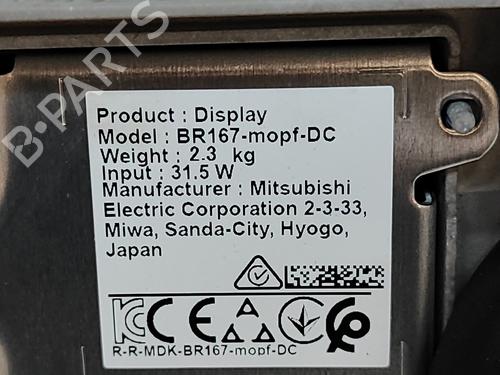 B-PARTS
Product : Display
Model : BR167-mopf-DC
Weight : 2.3 kg
Input : 31.5 W
Manufacturer : Mitsubishi
Electric Corporation 2-3-33,
Miwa, Sanda-City, Hyogo,
Japan
R-R-MDK-BR167-mopf-DC